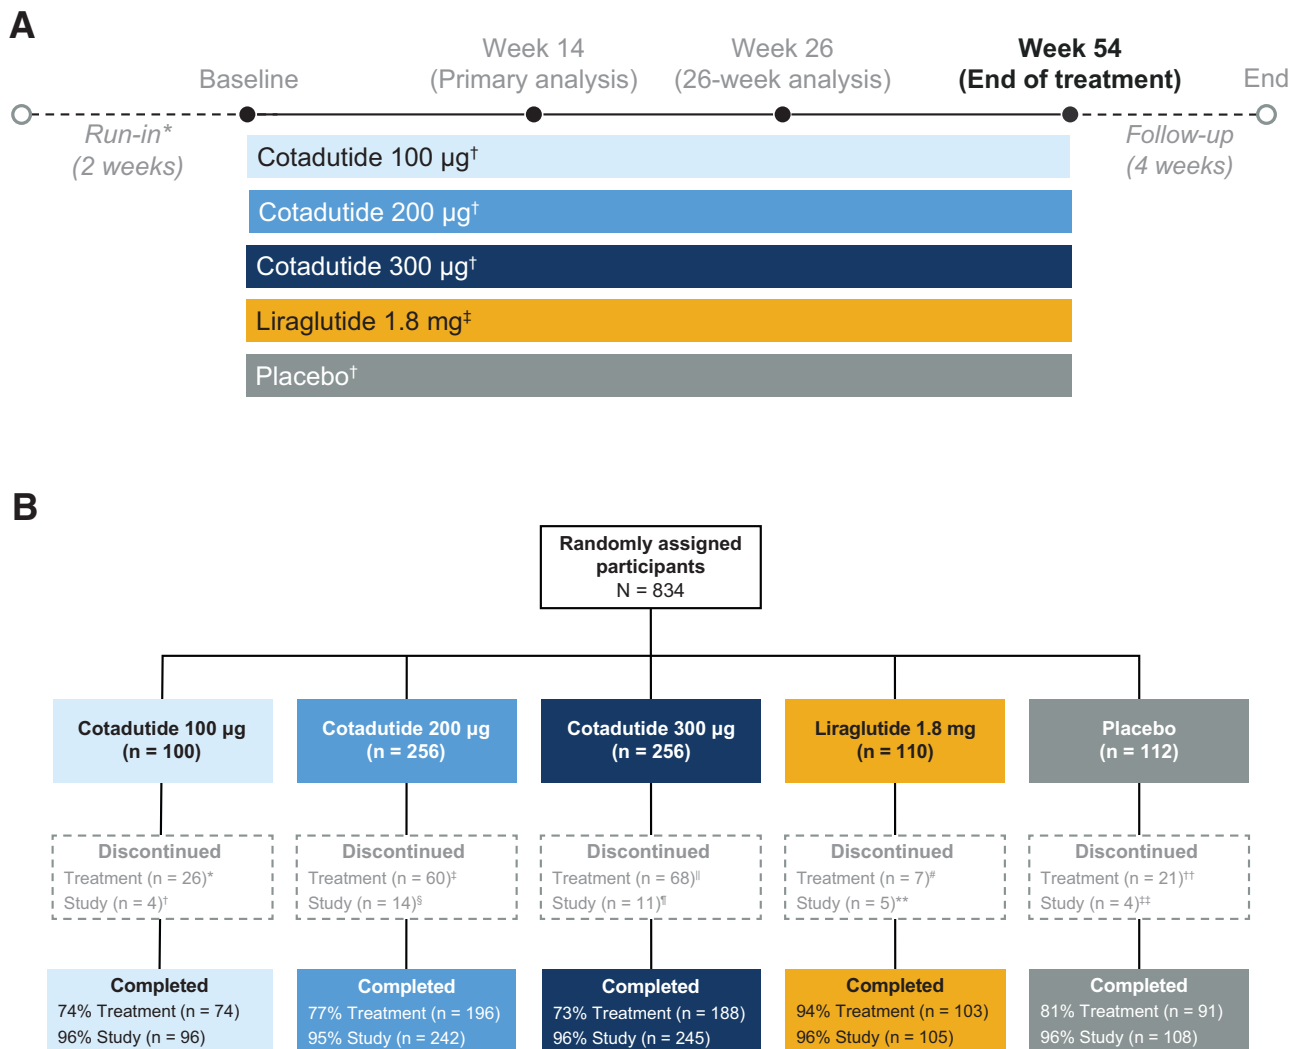 A
Baseline
Week 14
(Primary analysis)
Week 26
(26-week analysis)
Week 54
(End of treatment)
End
Run-in*
(2 weeks)
Follow-up
(4 weeks)
Cotadutide 100 µg†
Cotadutide 200 µg†
Cotadutide 300 µg†
Liraglutide 1.8 mg‡
Placebo†
B
Randomly assigned
participants
N = 834
Cotadutide 100 µg
(n = 100)
Cotadutide 200 µg
(n = 256)
Cotadutide 300 µg
(n = 256)
Liraglutide 1.8 mg
(n = 110)
Placebo
(n = 112)
Discontinued
Treatment (n = 26)*
Study (n = 4)†
Discontinued
Treatment (n = 60)‡
Study (n = 14)§
Discontinued
Treatment (n = 68)||
Study (n = 11)¶
Discontinued
Treatment (n = 7)#
Study (n = 5)**
Discontinued
Treatment (n = 21)††
Study (n = 4)‡‡
Completed
74% Treatment (n = 74)
96% Study (n = 96)
Completed
77% Treatment (n = 196)
95% Study (n = 242)
Completed
73% Treatment (n = 188)
96% Study (n = 245)
Completed
94% Treatment (n = 103)
96% Study (n = 105)
Completed
81% Treatment (n = 91)
96% Study (n = 108)